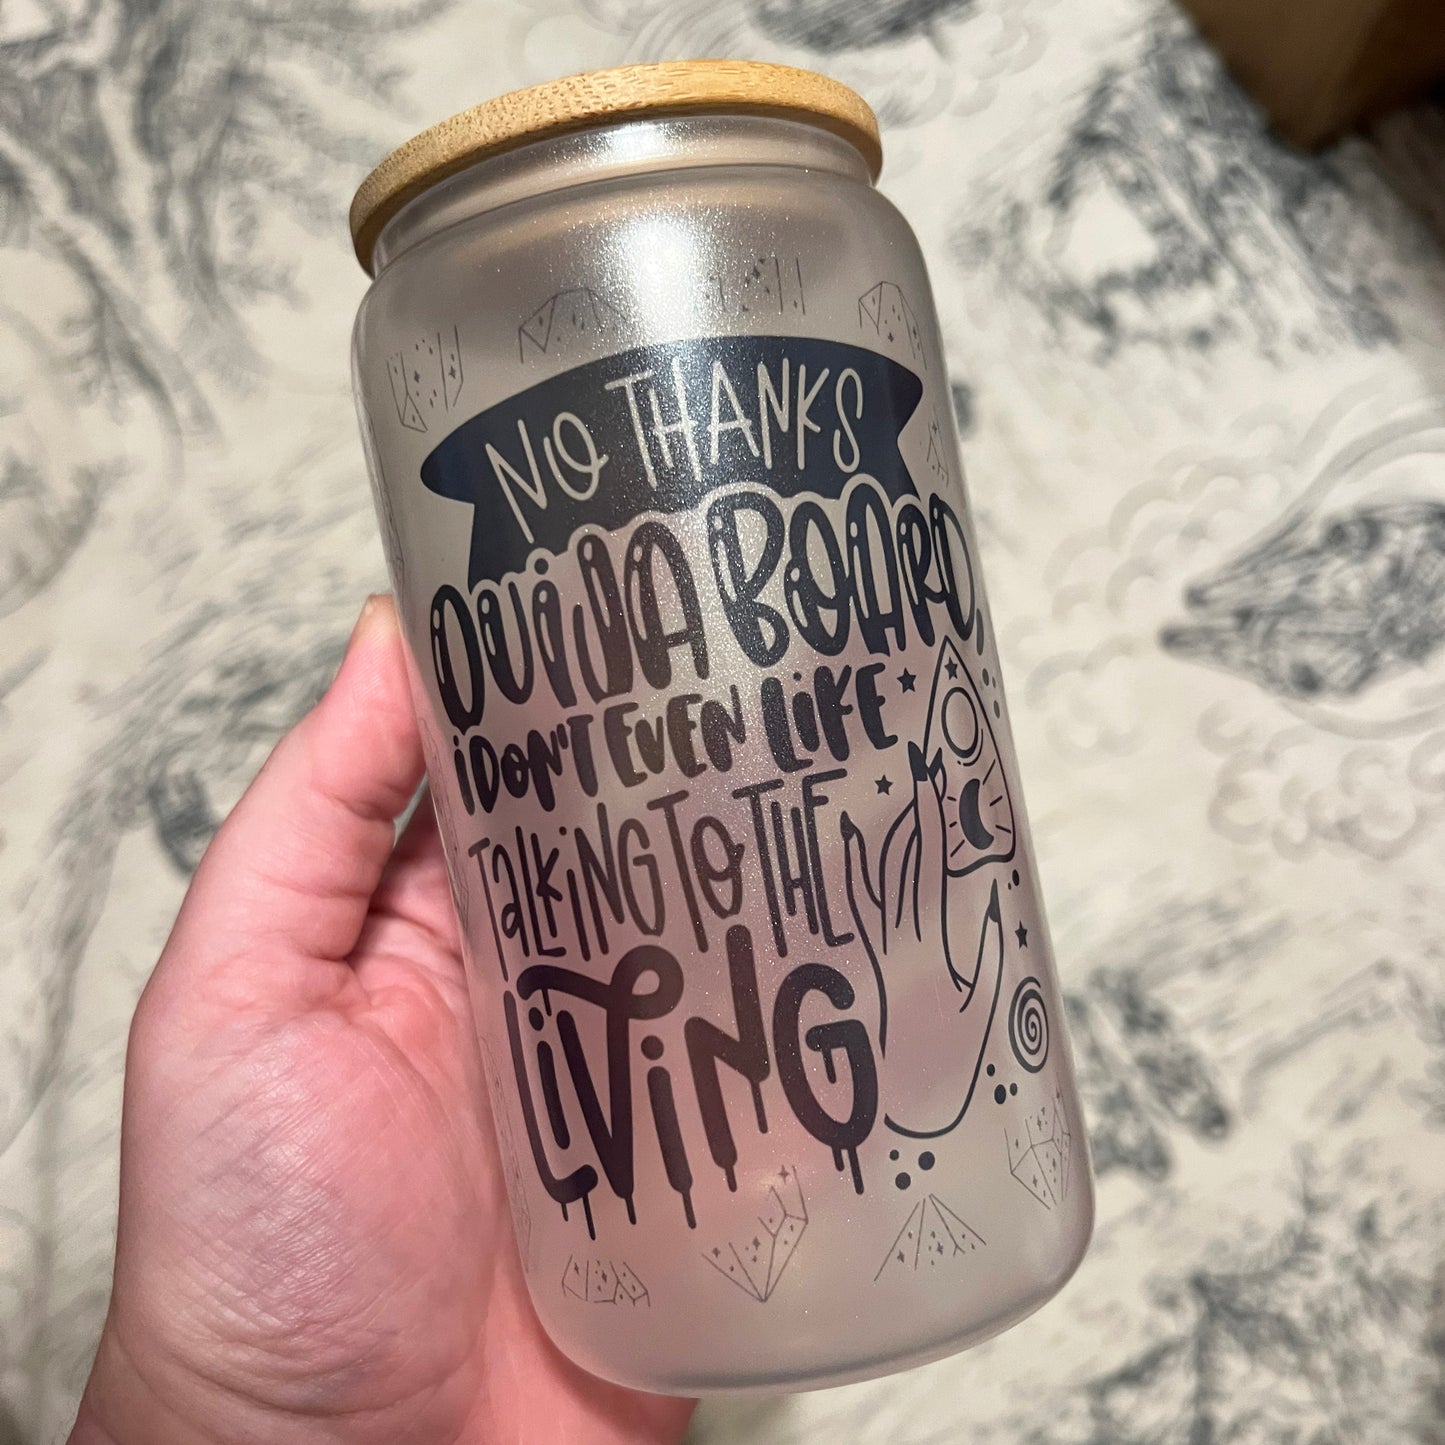 NO THANKS
OUIJA BOARD,
i DON'T EVEN LiKE
TaLKiNG TO THE
LiViNG